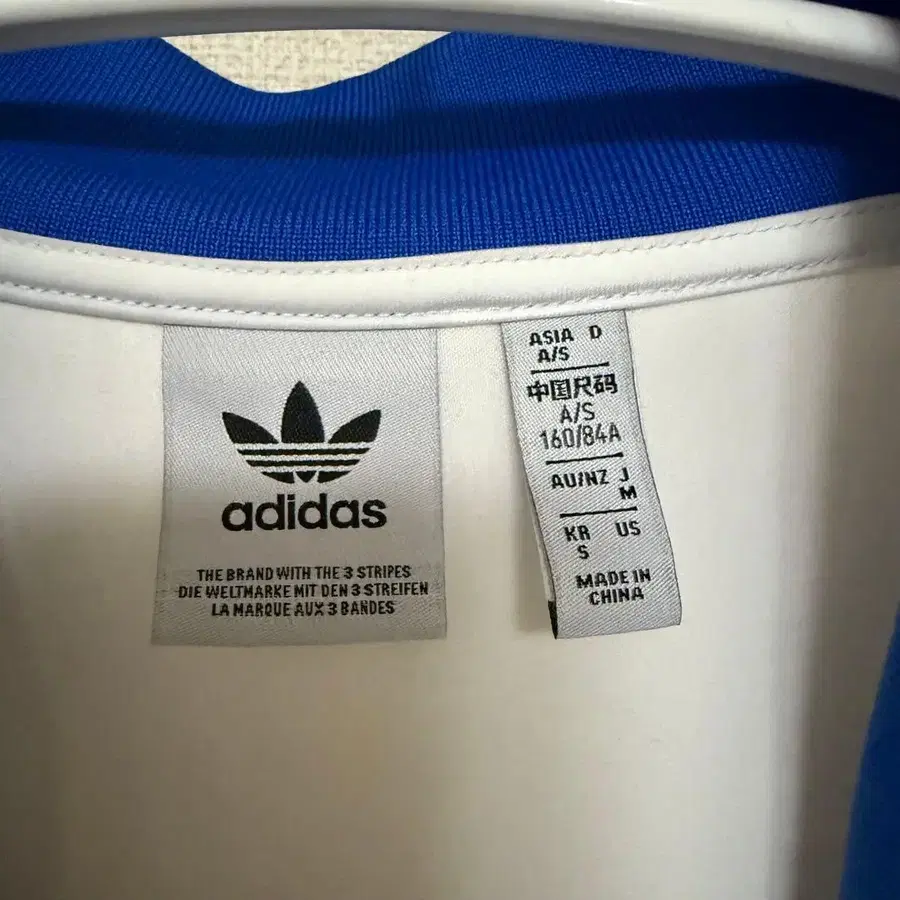 adidas
THE BRAND WITH THE 3 STRIPES
DIE WELTMARKE MIT DEN 3 STREIFEN
LA MARQUE AUX 3 BANDES
ASIA D
A/S
中国尺码
A/S
160/84A
AU/NZ J
M
KR US
S
MADE IN
CHINA